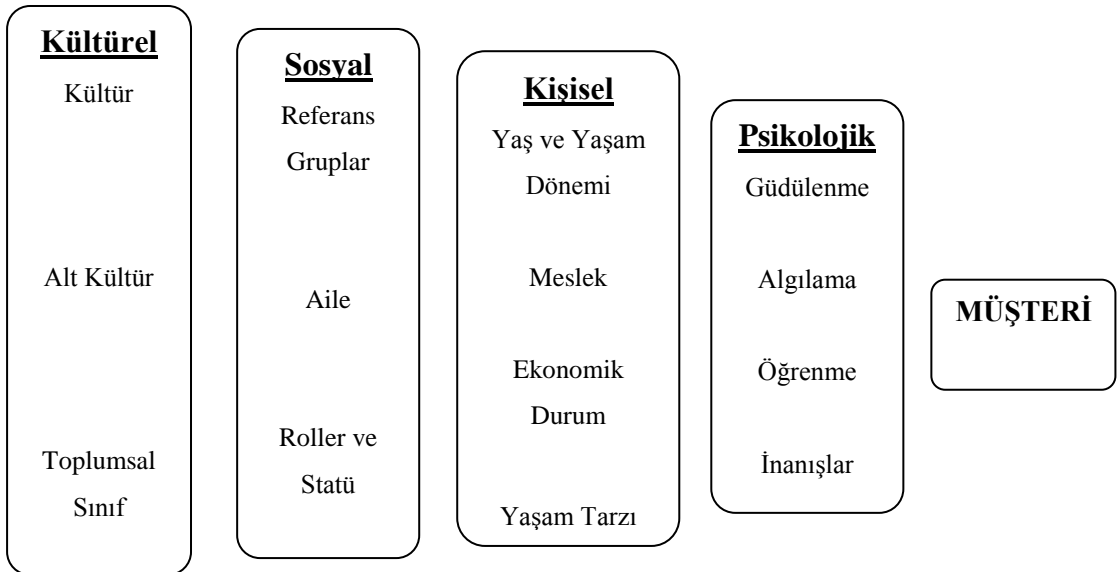 Kültürel
Kültür
Alt Kültür
Toplumsal
Sınıf
Sosyal
Referans
Gruplar
Aile
Roller ve
Statü
Kişisel
Yaş ve Yaşam
Dönemi
Meslek
Ekonomik
Durum
Yaşam Tarzı
Psikolojik
Güdülenme
Algılama
Öğrenme
İnanışlar
MÜŞTERİ